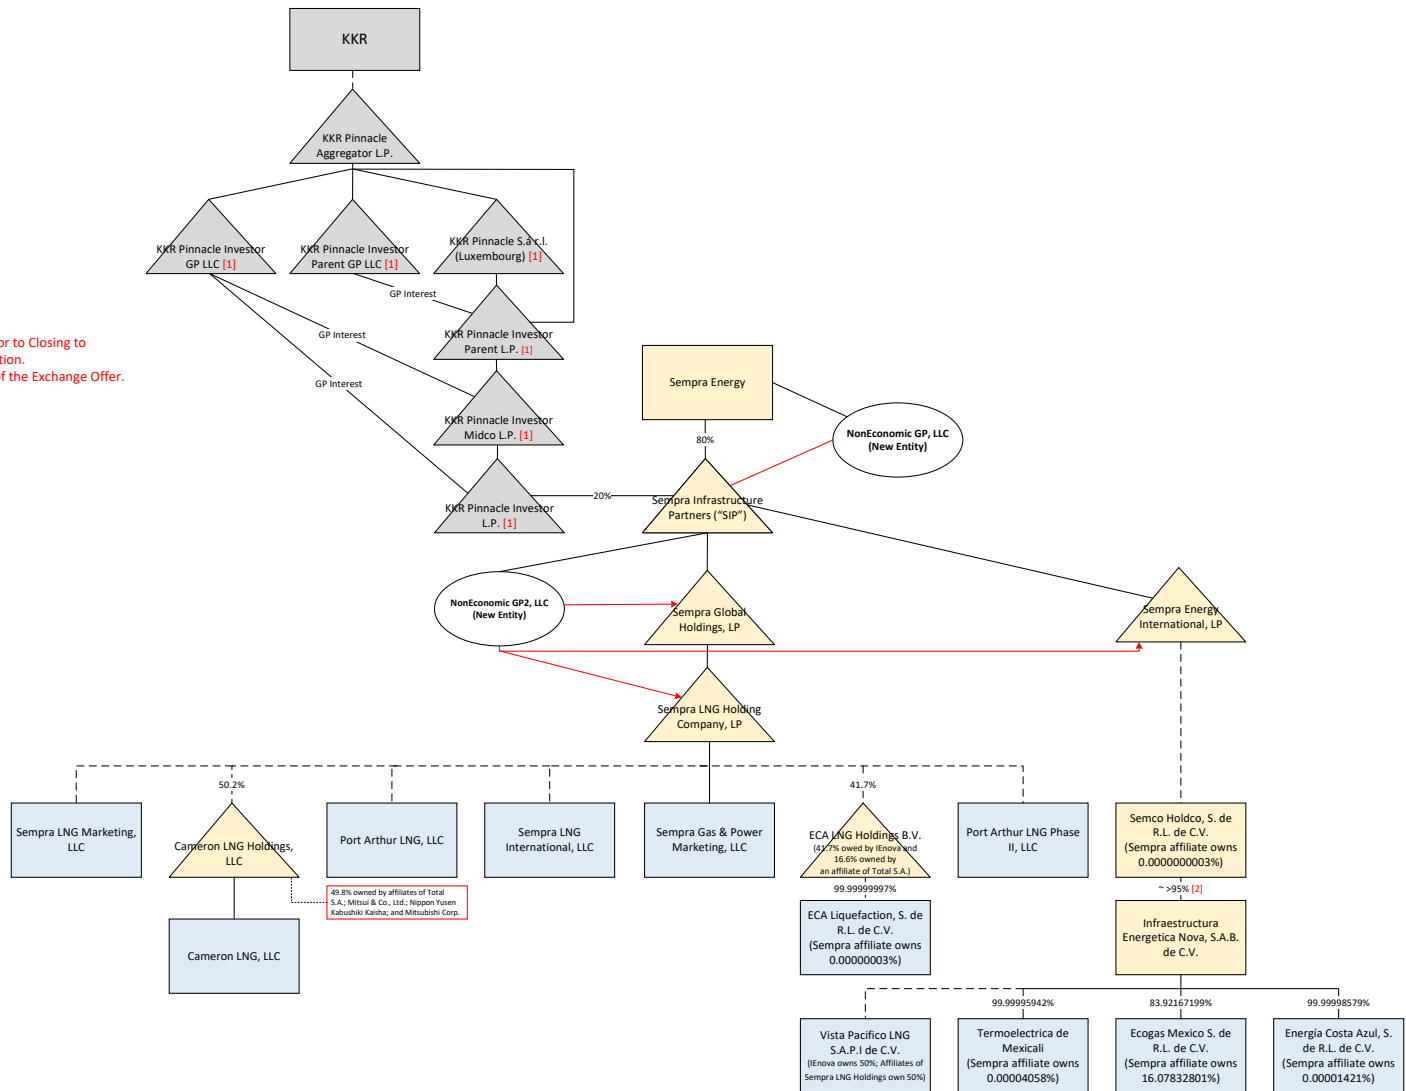 KKR
KKR Pinnacle
Aggregator L.P.
KKR Pinnacle Investor
GP LLC [1]
KKR Pinnacle Investor
Parent GP LLC [1]
KKR Pinnacle S.à r.l.
(Luxembourg) [1]
GP Interest
GP Interest
GP Interest
KKR Pinnacle Investor
Parent L.P. [1]
or to Closing to
tion.
of the Exchange Offer.
KKR Pinnacle Investor
Midco L.P. [1]
KKR Pinnacle Investor
L.P. [1]
20%
Sempra Energy
80%
NonEconomic GP, LLC
(New Entity)
Sempra Infrastructure
Partners (“SIP”)
NonEconomic GP2, LLC
(New Entity)
Sempra Global
Holdings, LP
Sempra Energy
International, LP
Sempra LNG Holding
Company, LP
50.2%
41.7%
Sempra LNG Marketing,
LLC
Cameron LNG Holdings,
LLC
Port Arthur LNG, LLC
Sempra LNG
International, LLC
Sempra Gas & Power
Marketing, LLC
ECA LNG Holdings B.V.
(41.7% owed by IEnova and
16.6% owned by
an affiliate of Total S.A.)
Port Arthur LNG Phase
II, LLC
Semco Holdco, S. de
R.L. de C.V.
(Sempra affiliate owns
0.0000000003%)
49.8% owned by affiliates of Total
S.A.; Mitsui & Co., Ltd.; Nippon Yusen
Kabushiki Kaisha; and Mitsubishi Corp.
99.99999997%
~ >95% [2]
Cameron LNG, LLC
ECA Liquefaction, S. de
R.L. de C.V.
(Sempra affiliate owns
0.00000003%)
Infraestructura
Energetica Nova, S.A.B.
de C.V.
99.99995942%
83.92167199%
99.99998579%
Vista Pacifico LNG
S.A.P.I de C.V.
(IEnova owns 50%; Affiliates of
Sempra LNG Holdings own 50%)
Termoelectrica de
Mexicali
(Sempra affiliate owns
0.00004058%)
Ecogas Mexico S. de
R.L. de C.V.
(Sempra affiliate owns
16.07832801%)
Energía Costa Azul, S.
de R.L. de C.V.
(Sempra affiliate owns
0.00001421%)